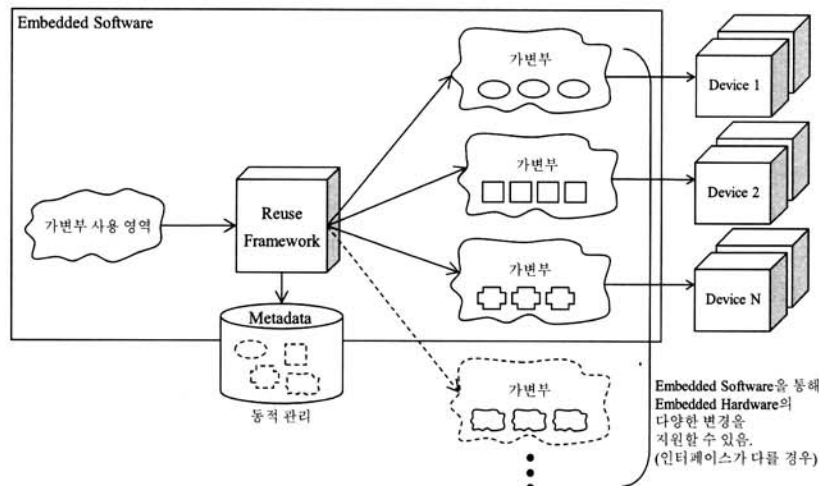 Embedded Software
가변부
Device 1
가변부
Device 2
가변부 사용 영역
Reuse
Framework
가변부
Device N
Metadata
동적 관리
가변부
Embedded Software을 통해
Embedded Hardware의
다양한 변경을
지원할 수 있음.
(인터페이스가 다를 경우)